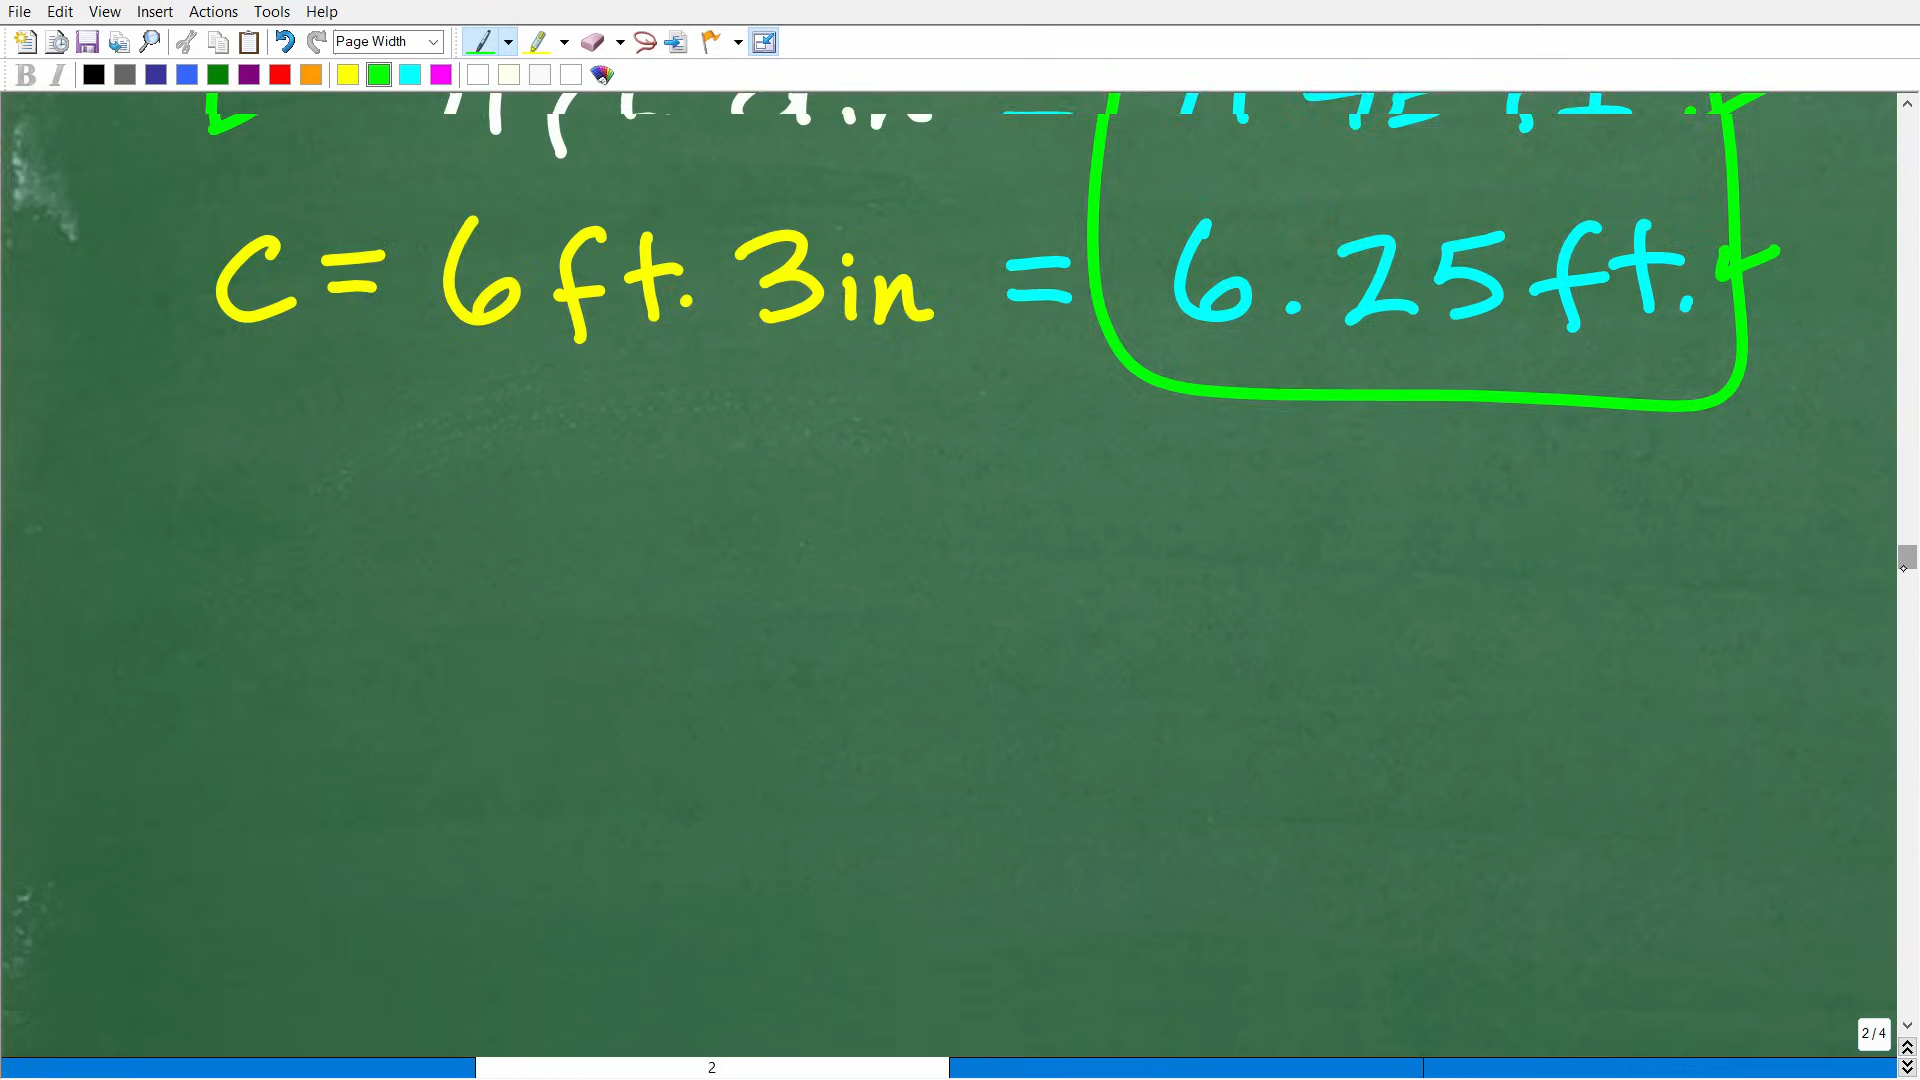 File Edit View Insert Actions Tools Help
Page Width
B I
C = 6 ft. 3 in = 6.25 ft.
2 / 4
2